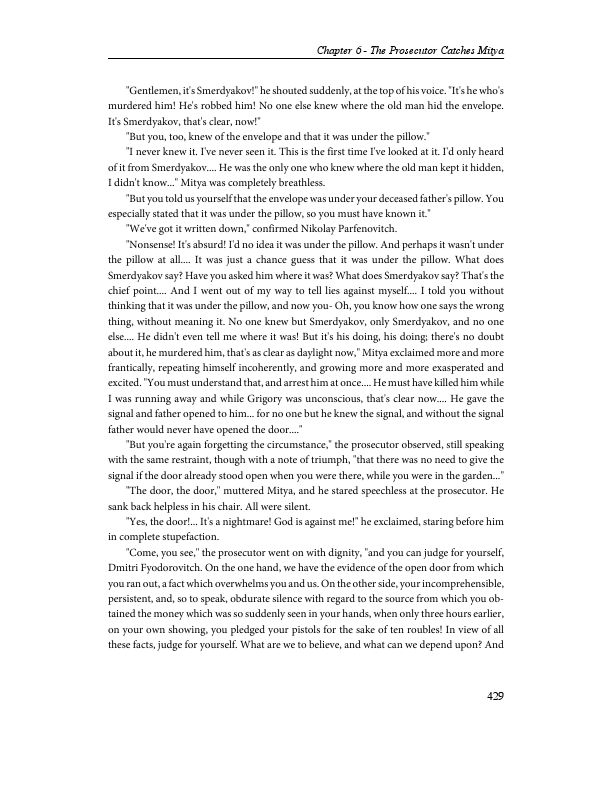 Chapter 6 - The Prosecutor Catches Mitya
"Gentlemen, it's Smerdyakov!" he shouted suddenly, at the top of his voice. "It's he who's
murdered him! He's robbed him! No one else knew where the old man hid the envelope.
It's Smerdyakov, that's clear, now!"
"But you, too, knew of the envelope and that it was under the pillow."
"I never knew it. I've never seen it. This is the first time I've looked at it. I'd only heard
of it from Smerdyakov.... He was the only one who knew where the old man kept it hidden,
I didn't know..." Mitya was completely breathless.
"But you told us yourself that the envelope was under your deceased father's pillow. You
especially stated that it was under the pillow, so you must have known it."
"We've got it written down," confirmed Nikolay Parfenovitch.
"Nonsense! It's absurd! I'd no idea it was under the pillow. And perhaps it wasn't under
the pillow at all.... It was just a chance guess that it was under the pillow. What does
Smerdyakov say? Have you asked him where it was? What does Smerdyakov say? That's the
chief point.... And I went out of my way to tell lies against myself.... I told you without
thinking that it was under the pillow, and now you- Oh, you know how one says the wrong
thing, without meaning it. No one knew but Smerdyakov, only Smerdyakov, and no one
else.... He didn't even tell me where it was! But it's his doing, his doing; there's no doubt
about it, he murdered him, that's as clear as daylight now," Mitya exclaimed more and more
frantically, repeating himself incoherently, and growing more and more exasperated and
excited. "You must understand that, and arrest him at once.... He must have killed him while
I was running away and while Grigory was unconscious, that's clear now.... He gave the
signal and father opened to him... for no one but he knew the signal, and without the signal
father would never have opened the door...."
"But you're again forgetting the circumstance," the prosecutor observed, still speaking
with the same restraint, though with a note of triumph, "that there was no need to give the
signal if the door already stood open when you were there, while you were in the garden..."
"The door, the door," muttered Mitya, and he stared speechless at the prosecutor. He
sank back helpless in his chair. All were silent.
"Yes, the door!... It's a nightmare! God is against me!" he exclaimed, staring before him
in complete stupefaction.
"Come, you see," the prosecutor went on with dignity, "and you can judge for yourself,
Dmitri Fyodorovitch. On the one hand, we have the evidence of the open door from which
you ran out, a fact which overwhelms you and us. On the other side, your incomprehensible,
persistent, and, so to speak, obdurate silence with regard to the source from which you ob-
tained the money which was so suddenly seen in your hands, when only three hours earlier,
on your own showing, you pledged your pistols for the sake of ten roubles! In view of all
these facts, judge for yourself. What are we to believe, and what can we depend upon? And
429